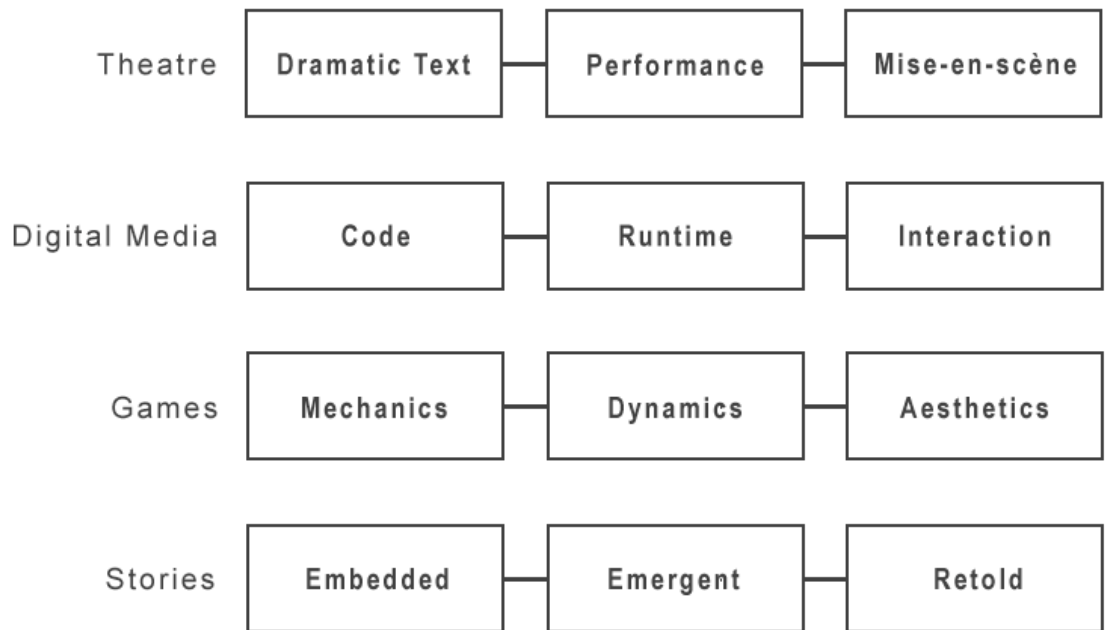 Theatre Dramatic Text Performance Mise-en-scène
Digital Media Code Runtime Interaction
Games Mechanics Dynamics Aesthetics
Stories Embedded Emergent Retold